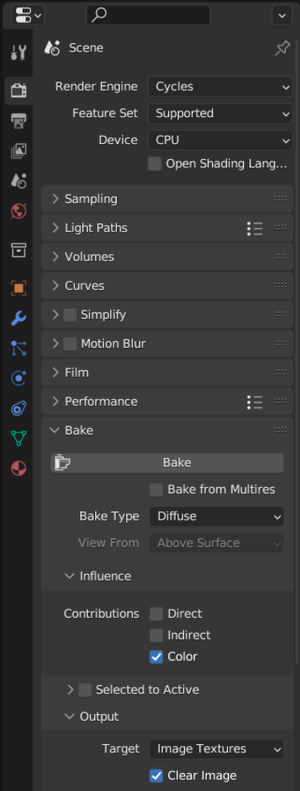 Scene
Render Engine Cycles
Feature Set Supported
Device CPU
Open Shading Lang...
Sampling
Light Paths
Volumes
Curves
Simplify
Motion Blur
Film
Performance
Bake
Bake
Bake from Multires
Bake Type Diffuse
View From Above Surface
Influence
Contributions Direct
Indirect
Color
Selected to Active
Output
Target Image Textures
Clear Image